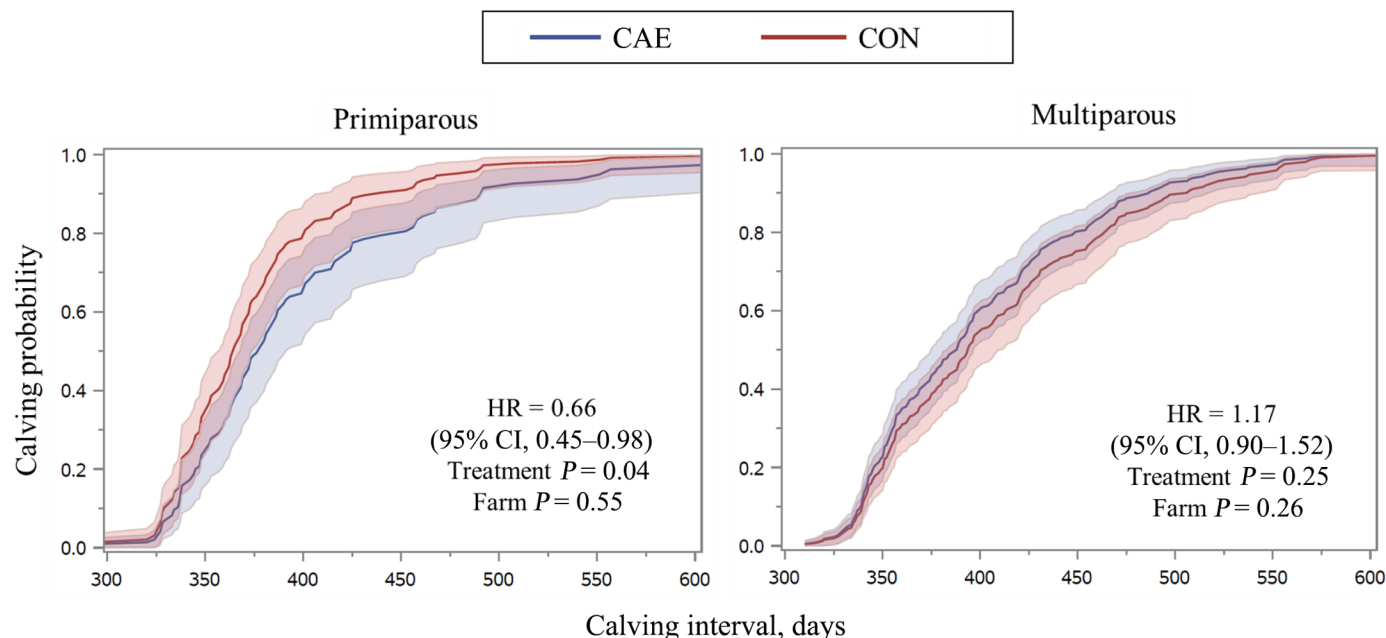 CAE CON
Primiparous
Multiparous
Calving probability
1.0
0.8
0.6
0.4
0.2
0.0
HR = 0.66
(95% CI, 0.45–0.98)
Treatment P = 0.04
Farm P = 0.55
300 350 400 450 500 550 600
1.0
0.8
0.6
0.4
0.2
0.0
HR = 1.17
(95% CI, 0.90–1.52)
Treatment P = 0.25
Farm P = 0.26
300 350 400 450 500 550 600
Calving interval, days